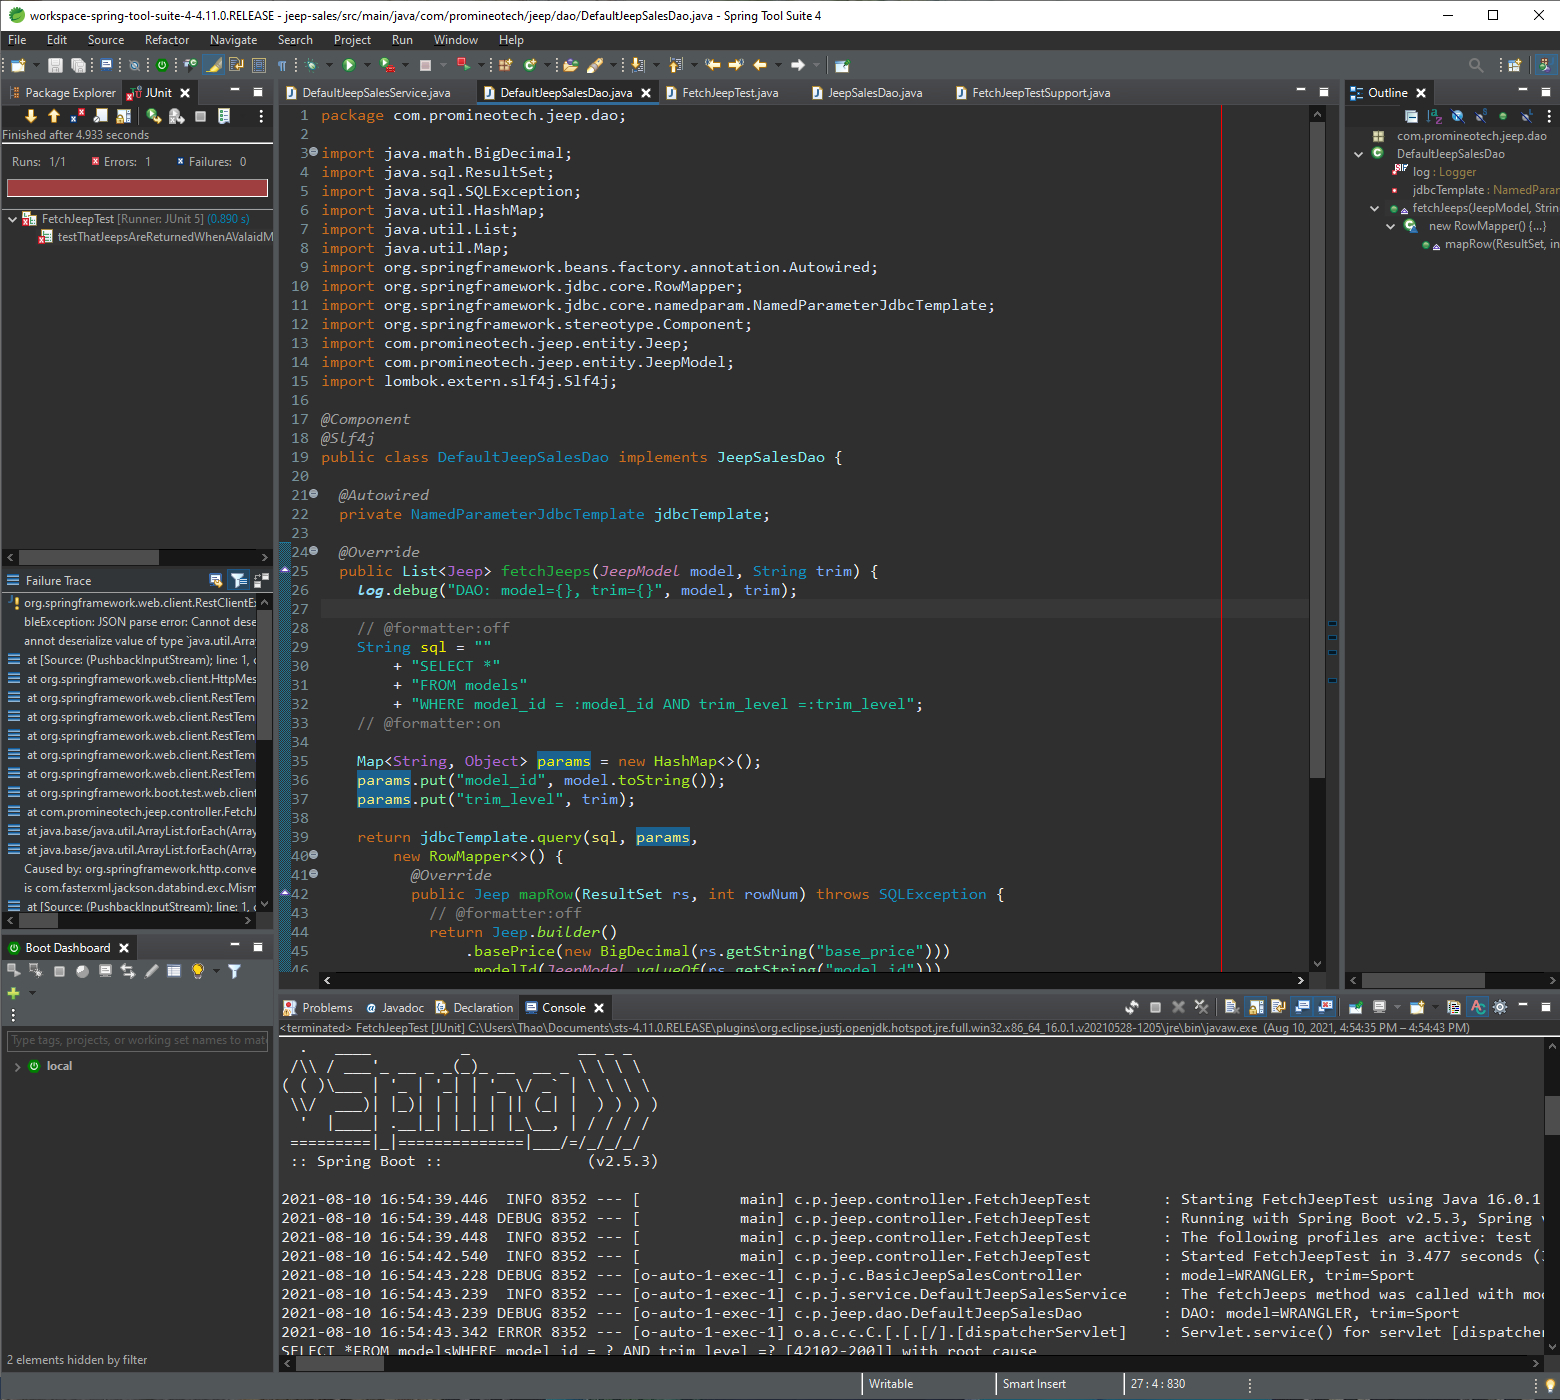 workspace-spring-tool-suite-4-4.11.0.RELEASE - jeep-sales/src/main/java/com/promineotech/jeep/dao/DefaultJeepSalesDao.java - Spring Tool Suite 4
File Edit Source Refactor Navigate Search Project Run Window Help
Package Explorer JUnit
Finished after 4.933 seconds
Runs: 1/1 Errors: 1 Failures: 0
FetchJeepTest [Runner: JUnit 5] (0.890 s)
testThatJeepsAreReturnedWhenAValaidM
Failure Trace
org.springframework.web.client.RestClientEx
bleException: JSON parse error: Cannot dese
annot deserialize value of type `java.util.Arra
at [Source: (PushbackInputStream); line: 1, c
at org.springframework.web.client.HttpMes
at org.springframework.web.client.RestTem
at org.springframework.web.client.RestTem
at org.springframework.web.client.RestTem
at org.springframework.web.client.RestTem
at org.springframework.web.client.RestTem
at org.springframework.boot.test.web.client
at com.promineotech.jeep.controller.FetchJ
at java.base/java.util.ArrayList.forEach(Array
at java.base/java.util.ArrayList.forEach(Array
Caused by: org.springframework.http.conve
is com.fasterxml.jackson.databind.exc.Mism
at [Source: (PushbackInputStream); line: 1, c
Boot Dashboard
Type tags, projects, or working set names to mat
local
2 elements hidden by filter
DefaultJeepSalesService.java DefaultJeepSalesDao.java FetchJeepTest.java JeepSalesDao.java FetchJeepTestSupport.java
1 package com.promineotech.jeep.dao;
2
3 import java.math.BigDecimal;
4 import java.sql.ResultSet;
5 import java.sql.SQLException;
6 import java.util.HashMap;
7 import java.util.List;
8 import java.util.Map;
9 import org.springframework.beans.factory.annotation.Autowired;
10 import org.springframework.jdbc.core.RowMapper;
11 import org.springframework.jdbc.core.namedparam.NamedParameterJdbcTemplate;
12 import org.springframework.stereotype.Component;
13 import com.promineotech.jeep.entity.Jeep;
14 import com.promineotech.jeep.entity.JeepModel;
15 import lombok.extern.slf4j.Slf4j;
16
17 @Component
18 @Slf4j
19 public class DefaultJeepSalesDao implements JeepSalesDao {
20
21 @Autowired
22 private NamedParameterJdbcTemplate jdbcTemplate;
23
24 @Override
25 public List<Jeep> fetchJeeps(JeepModel model, String trim) {
26 log.debug("DAO: model={}, trim={}", model, trim);
27
28 // @formatter:off
29 String sql = ""
30 + "SELECT *"
31 + "FROM models"
32 + "WHERE model_id = :model_id AND trim_level =:trim_level";
33 // @formatter:on
34
35 Map<String, Object> params = new HashMap<>();
36 params.put("model_id", model.toString());
37 params.put("trim_level", trim);
38
39 return jdbcTemplate.query(sql, params,
40 new RowMapper<>() {
41 @Override
42 public Jeep mapRow(ResultSet rs, int rowNum) throws SQLException {
43 // @formatter:off
44 return Jeep.builder()
45 .basePrice(new BigDecimal(rs.getString("base_price")))
46 .modelId(JeepModel.valueOf(rs.getString("model_id")))
Outline
com.promineotech.jeep.dao
DefaultJeepSalesDao
log : Logger
jdbcTemplate : NamedParar
fetchJeeps(JeepModel, Strin
new RowMapper() {...}
mapRow(ResultSet, in
Problems Javadoc Declaration Console
<terminated> FetchJeepTest [JUnit] C:\Users\Thao\Documents\sts-4.11.0.RELEASE\plugins\org.eclipse.justj.openjdk.hotspot.jre.full.win32.x86_64_16.0.1.v20210528-1205\jre\bin\javaw.exe (Aug 10, 2021, 4:54:35 PM – 4:54:43 PM)
Spring
:: Spring Boot :: (v2.5.3)
2021-08-10 16:54:39.446 INFO 8352 --- [ main] c.p.jeep.controller.FetchJeepTest : Starting FetchJeepTest using Java 16.0.1
2021-08-10 16:54:39.448 DEBUG 8352 --- [ main] c.p.jeep.controller.FetchJeepTest : Running with Spring Boot v2.5.3, Spring v
2021-08-10 16:54:39.448 INFO 8352 --- [ main] c.p.jeep.controller.FetchJeepTest : The following profiles are active: test
2021-08-10 16:54:42.540 INFO 8352 --- [ main] c.p.jeep.controller.FetchJeepTest : Started FetchJeepTest in 3.477 seconds (
2021-08-10 16:54:43.228 DEBUG 8352 --- [o-auto-1-exec-1] c.p.j.c.BasicJeepSalesController : model=WRANGLER, trim=Sport
2021-08-10 16:54:43.239 INFO 8352 --- [o-auto-1-exec-1] c.p.j.service.DefaultJeepSalesService : The fetchJeeps method was called with mod
2021-08-10 16:54:43.239 DEBUG 8352 --- [o-auto-1-exec-1] c.p.jeep.dao.DefaultJeepSalesDao : DAO: model=WRANGLER, trim=Sport
2021-08-10 16:54:43.342 ERROR 8352 --- [o-auto-1-exec-1] o.a.c.c.C.[.[.[/].[dispatcherServlet] : Servlet.service() for servlet [dispatcher
SELECT *FROM modelsWHERE model_id = ? AND trim_level =? [42102-200]] with root cause
Writable Smart Insert 27 : 4 : 830